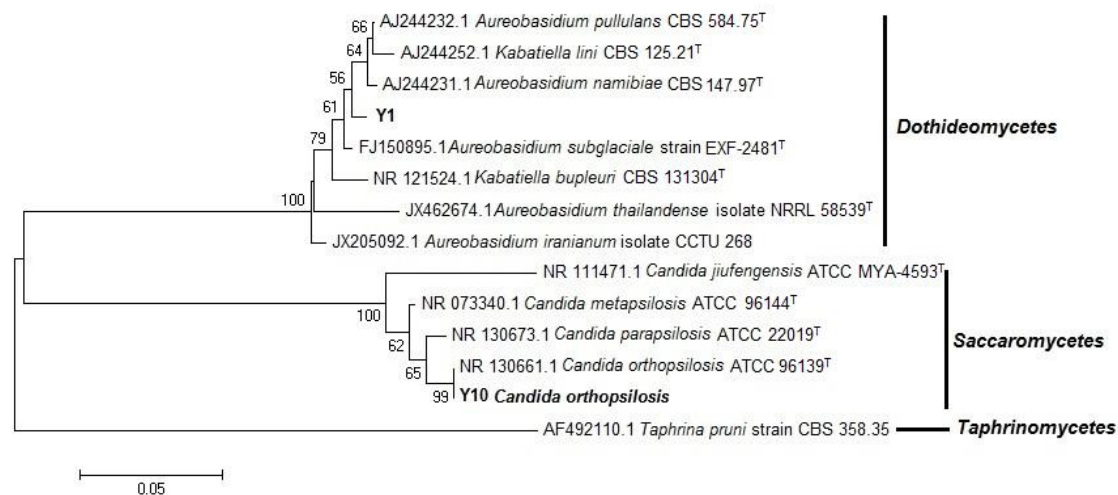 AJ244232.1 Aureobasidium pullulans CBS 584.75T
66
AJ244252.1 Kabatiella lini CBS 125.21T
64
AJ244231.1 Aureobasidium namibiae CBS 147.97T
56
Y1
61
Dothideomycetes
79
FJ150895.1Aureobasidium subglaciale strain EXF-2481T
NR 121524.1 Kabatiella bupleuri CBS 131304T
100
JX462674.1Aureobasidium thailandense isolate NRRL 58539T
JX205092.1 Aureobasidium iranianum isolate CCTU 268
NR 111471.1 Candida jiufengensis ATCC MYA-4593T
100
NR 073340.1 Candida metapsilosis ATCC 96144T
62
NR 130673.1 Candida parapsilosis ATCC 22019T
Saccaromycetes
65
NR 130661.1 Candida orthopsilosis ATCC 96139T
99
Y10 Candida orthopsilosis
AF492110.1 Taphrina pruni strain CBS 358.35
Taphrinomycetes
0.05